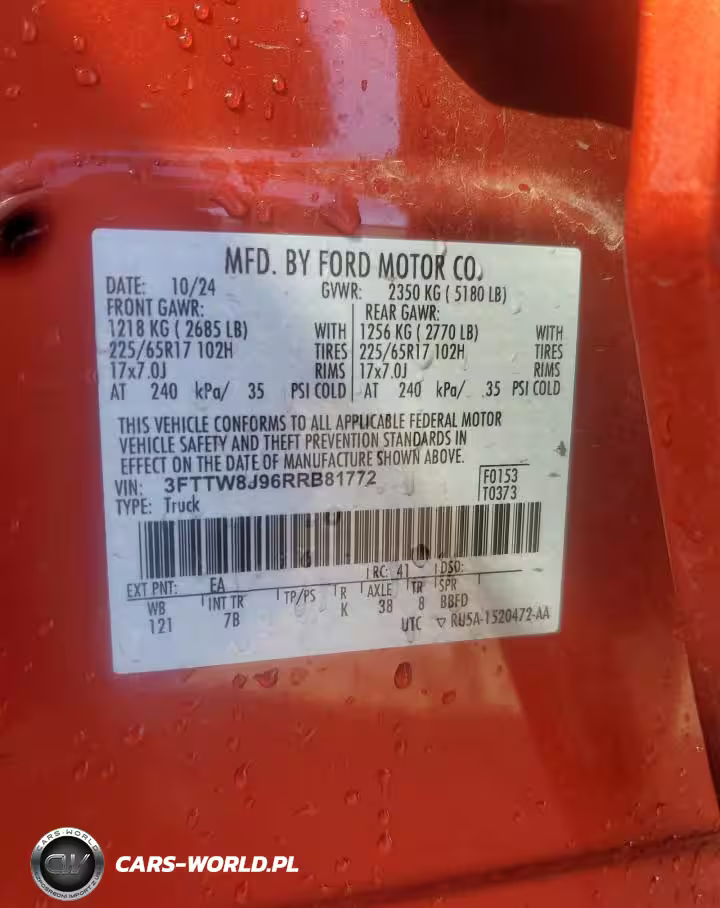 MFD. BY FORD MOTOR CO.
DATE: 10/24 GVWR: 2350 KG ( 5180 LB)
FRONT GAWR: REAR GAWR:
1218 KG ( 2685 LB) WITH 1256 KG ( 2770 LB) WITH
225/65R17 102H TIRES 225/65R17 102H TIRES
17x7.0J RIMS 17x7.0J RIMS
AT 240 kPa/ 35 PSI COLD AT 240 kPa/ 35 PSI COLD
THIS VEHICLE CONFORMS TO ALL APPLICABLE FEDERAL MOTOR
VEHICLE SAFETY AND THEFT PREVENTION STANDARDS IN
EFFECT ON THE DATE OF MANUFACTURE SHOWN ABOVE.
VIN: 3FTTW8J96RRB81772 F0153
TYPE: Truck T0373
EXT PNT: EA RC: 41 DSO:
WB INT TR TP/PS R AXLE TR SPR
121 7B K 38 8 BBFD
UTC ▽ RU5A-1520472-AA
CARS-WORLD
CARS-WORLD.PL